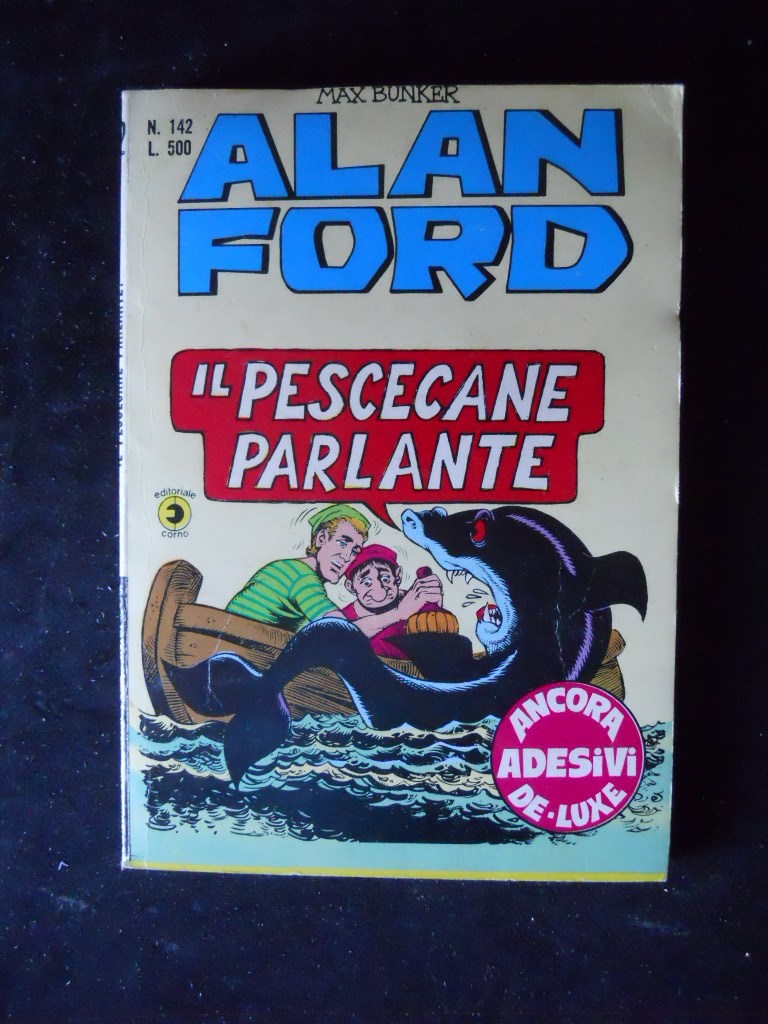 MAX BUNKER
N. 142
L. 500
ALAN
FORD
IL PESCECANE
PARLANTE
editoriale
corno
ANCORA
ADESiVi
DE-LUXE